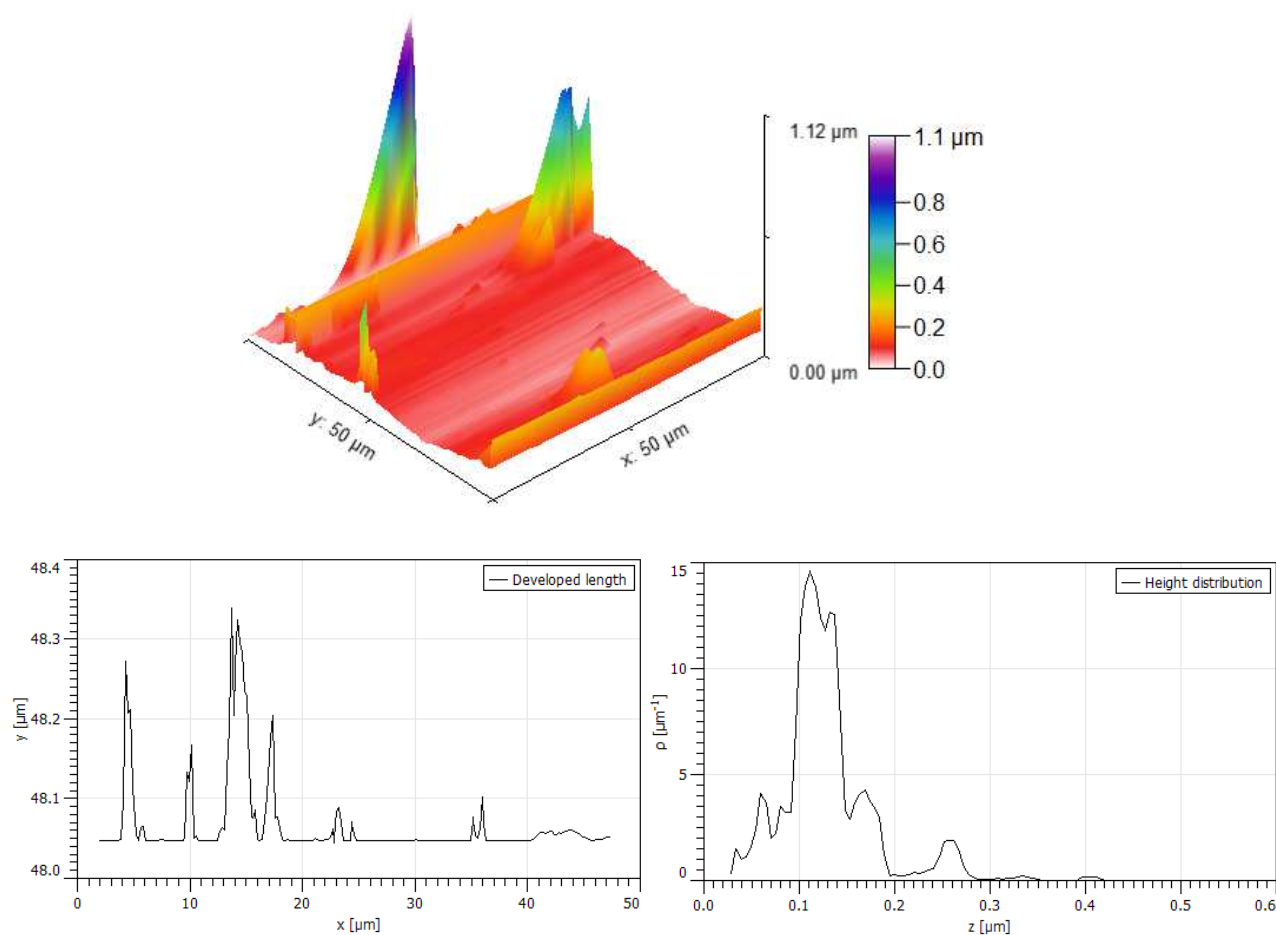 1.12 µm
1.1 µm
0.8
0.6
0.4
0.2
0.0
0.00 µm
y: 50 µm
x: 50 µm
48.4
48.3
48.2
48.1
48.0
y [µm]
Developed length
0
10
20
30
40
50
x [µm]
15
10
5
0
ρ [µm⁻¹]
Height distribution
0.0
0.1
0.2
0.3
0.4
0.5
0.6
z [µm]